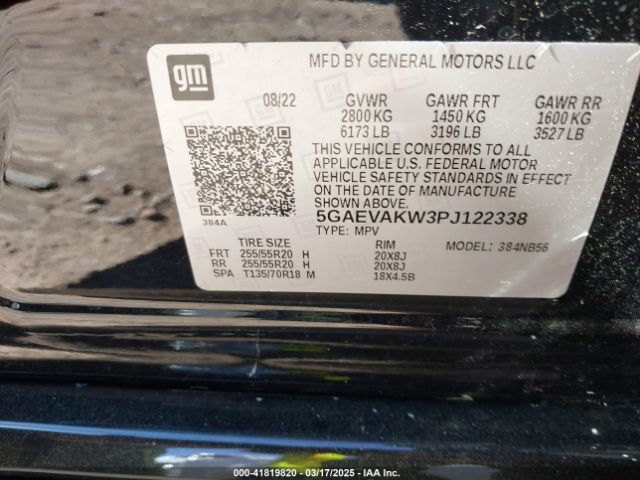 gm
MFD BY GENERAL MOTORS LLC
08/22 GVWR GAWR FRT GAWR RR
2800 KG 1450 KG 1600 KG
6173 LB 3196 LB 3527 LB
THIS VEHICLE CONFORMS TO ALL
APPLICABLE U.S. FEDERAL MOTOR
VEHICLE SAFETY STANDARDS IN EFFECT
ON THE DATE OF MANUFACTURE
SHOWN ABOVE.
384A
5GAEVAKW3PJ122338
TYPE: MPV
TIRE SIZE RIM MODEL: 384NB56
FRT 255/55R20 H 20X8J
RR 255/55R20 H 20X8J
SPA T135/70R18 M 18X4.5B
000-41819820 — 03/17/2025 — IAA Inc.